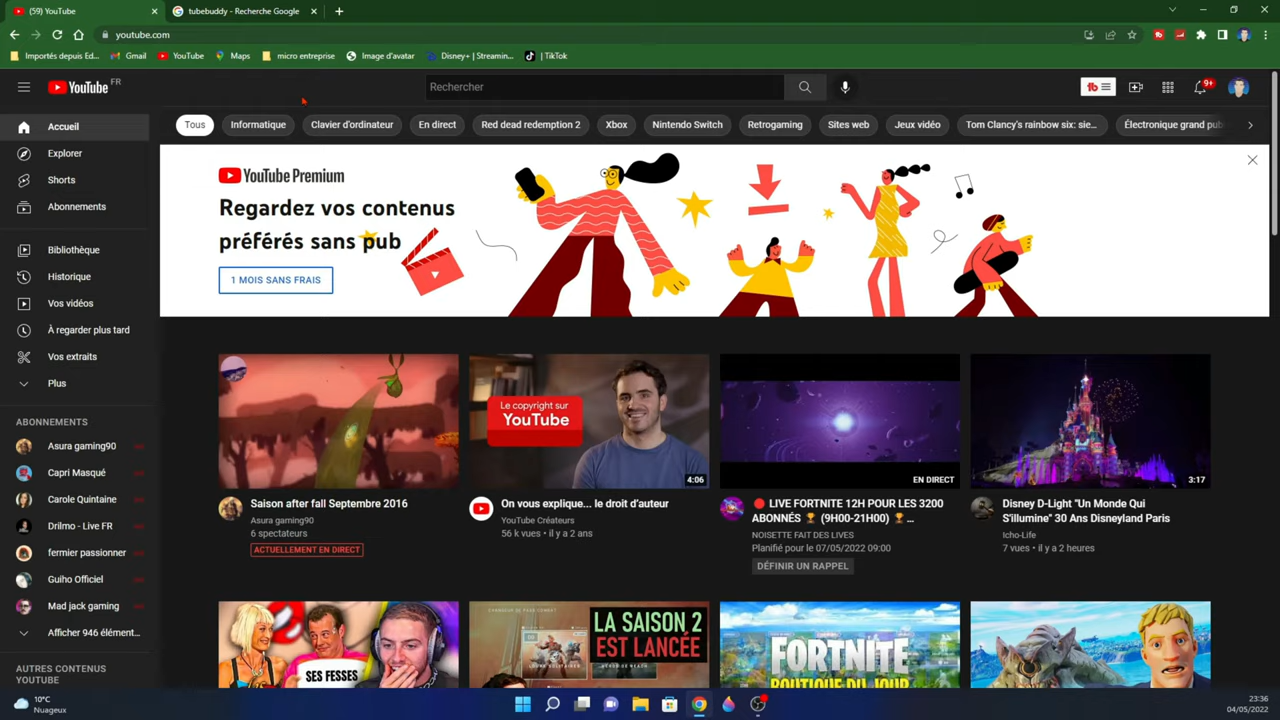 (59) YouTube
tubebuddy - Recherche Google
youtube.com
Importés depuis Ed...
Gmail
YouTube
Maps
micro entreprise
Image d'avatar
Disney+ | Streamin...
TikTok
YouTube FR
Rechercher
tb
9+
Accueil
Explorer
Shorts
Abonnements
Bibliothèque
Historique
Vos vidéos
À regarder plus tard
Vos extraits
Plus
ABONNEMENTS
Asura gaming90
Capri Masqué
Carole Quintaine
Drilmo - Live FR
fermier passionner
Guiho Officiel
Mad jack gaming
Afficher 946 élément...
AUTRES CONTENUS
YOUTUBE
Tous
Informatique
Clavier d'ordinateur
En direct
Red dead redemption 2
Xbox
Nintendo Switch
Retrogaming
Sites web
Jeux vidéo
Tom Clancy's rainbow six: sie...
Électronique grand pub
YouTube Premium
Regardez vos contenus
préférés sans pub
1 MOIS SANS FRAIS
Saison after fall Septembre 2016
Asura gaming90
6 spectateurs
ACTUELLEMENT EN DIRECT
Le copyright sur
YouTube
4:06
On vous explique... le droit d'auteur
YouTube Créateurs
56 k vues • il y a 2 ans
EN DIRECT
🔴 LIVE FORTNITE 12H POUR LES 3200
ABONNÉS 🏆 (9H00-21H00) 🏆 ...
NOISETTE FAIT DES LIVES
Planifié pour le 07/05/2022 09:00
DÉFINIR UN RAPPEL
3:17
Disney D-Light "Un Monde Qui
S'illumine" 30 Ans Disneyland Paris
Icho-Life
7 vues • il y a 2 heures
SES FESSES
LA SAISON 2
EST LANCÉE
FORTNITE
BOUTIQUE DU JOUR
10°C
Nuageux
23:36
04/05/2022